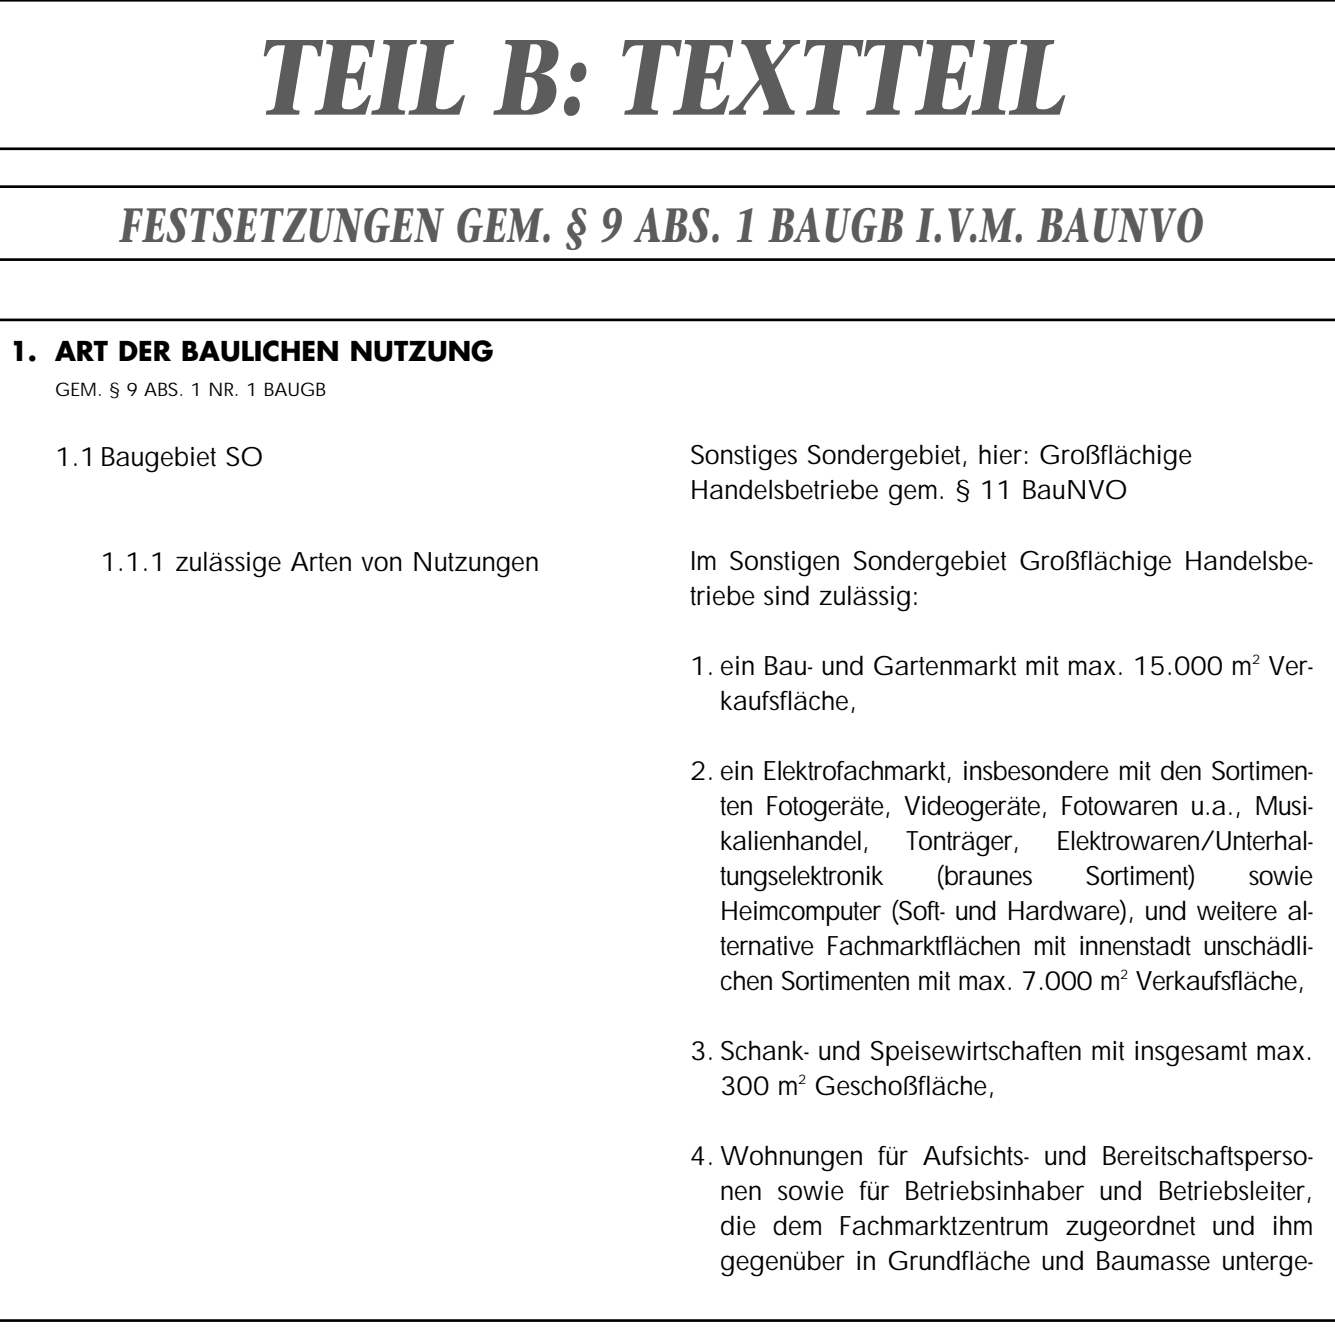 TEIL B: TEXTTEIL
FESTSETZUNGEN GEM. § 9 ABS. 1 BAUGB I.V.M. BAUNVO
1. ART DER BAULICHEN NUTZUNG
GEM. § 9 ABS. 1 NR. 1 BAUGB
1.1 Baugebiet SO
Sonstiges Sondergebiet, hier: Großflächige
Handelsbetriebe gem. § 11 BauNVO
1.1.1 zulässige Arten von Nutzungen
Im Sonstigen Sondergebiet Großflächige Handelsbe-
triebe sind zulässig:
1. ein Bau- und Gartenmarkt mit max. 15.000 m² Ver-
kaufsfläche,
2. ein Elektrofachmarkt, insbesondere mit den Sortimen-
ten Fotogeräte, Videogeräte, Fotowaren u.a., Musi-
kalienhandel, Tonträger, Elektrowaren/Unterhal-
tungselektronik (braunes Sortiment) sowie
Heimcomputer (Soft- und Hardware), und weitere al-
ternative Fachmarktflächen mit innenstadt unschädli-
chen Sortimenten mit max. 7.000 m² Verkaufsfläche,
3. Schank- und Speisewirtschaften mit insgesamt max.
300 m² Geschoßfläche,
4. Wohnungen für Aufsichts- und Bereitschaftsperso-
nen sowie für Betriebsinhaber und Betriebsleiter,
die dem Fachmarktzentrum zugeordnet und ihm
gegenüber in Grundfläche und Baumasse unterge-